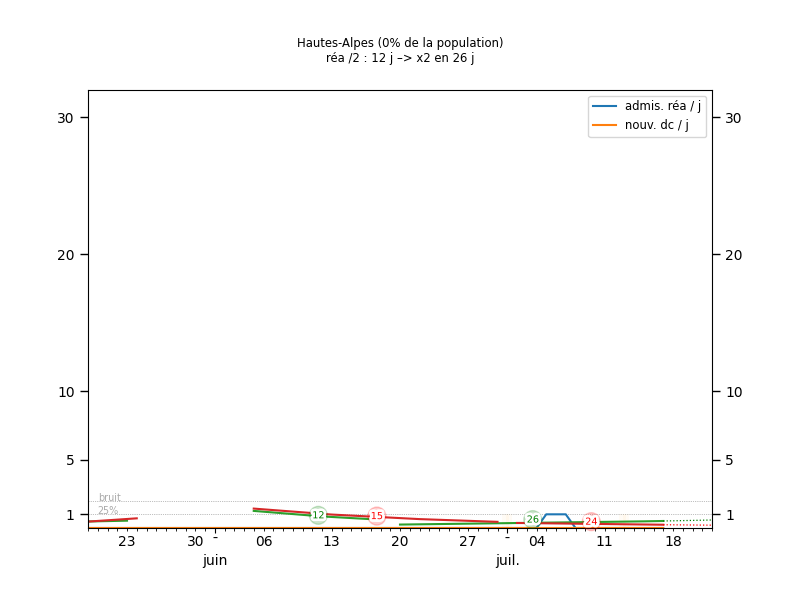 Hautes-Alpes (0% de la population)
réa /2 : 12 j –> x2 en 26 j
admis. réa / j
nouv. dc / j
30 30
20 20
10 10
5 5
bruit
25%
1 1
12 15 26 24
23 30 - 06 13 20 27 - 04 11 18
juin juil.